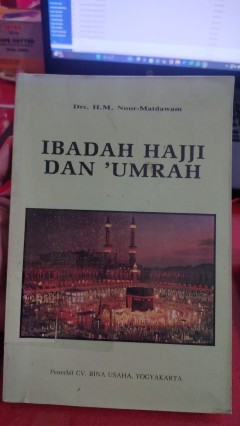 Drs. H.M. Noor-Matdawam
IBADAH HAJJI
DAN 'UMRAH
Penerbit CV. BINA USAHA, YOGYAKARTA